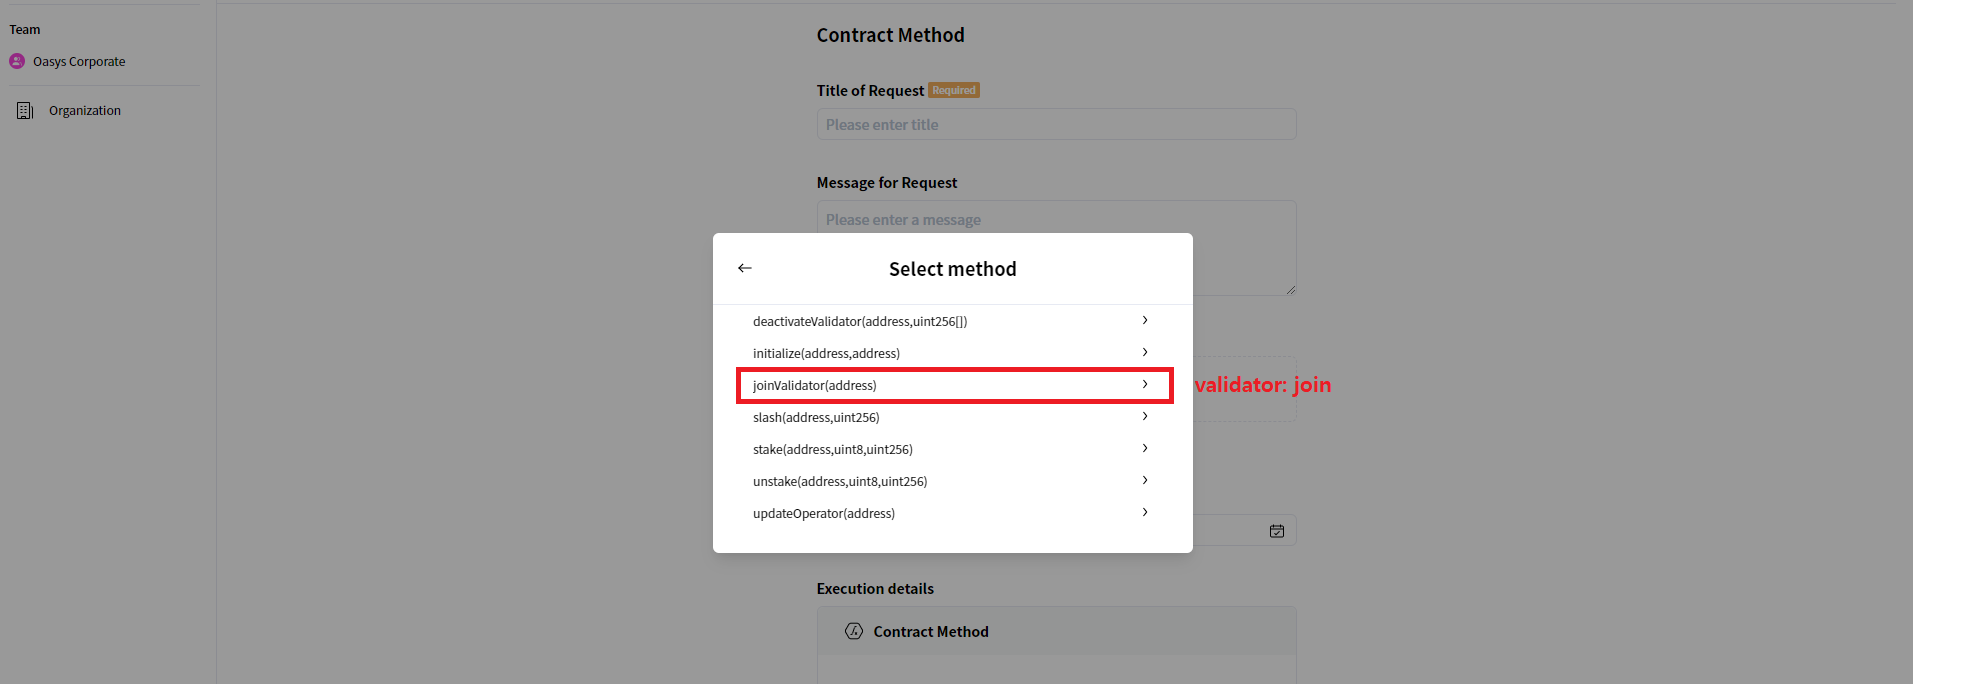 Team
Oasys Corporate
Organization
Contract Method
Title of Request Required
Please enter title
Message for Request
Please enter a message
Select method
deactivateValidator(address,uint256[])
initialize(address,address)
joinValidator(address)
validator: join
slash(address,uint256)
stake(address,uint8,uint256)
unstake(address,uint8,uint256)
updateOperator(address)
Execution details
Contract Method